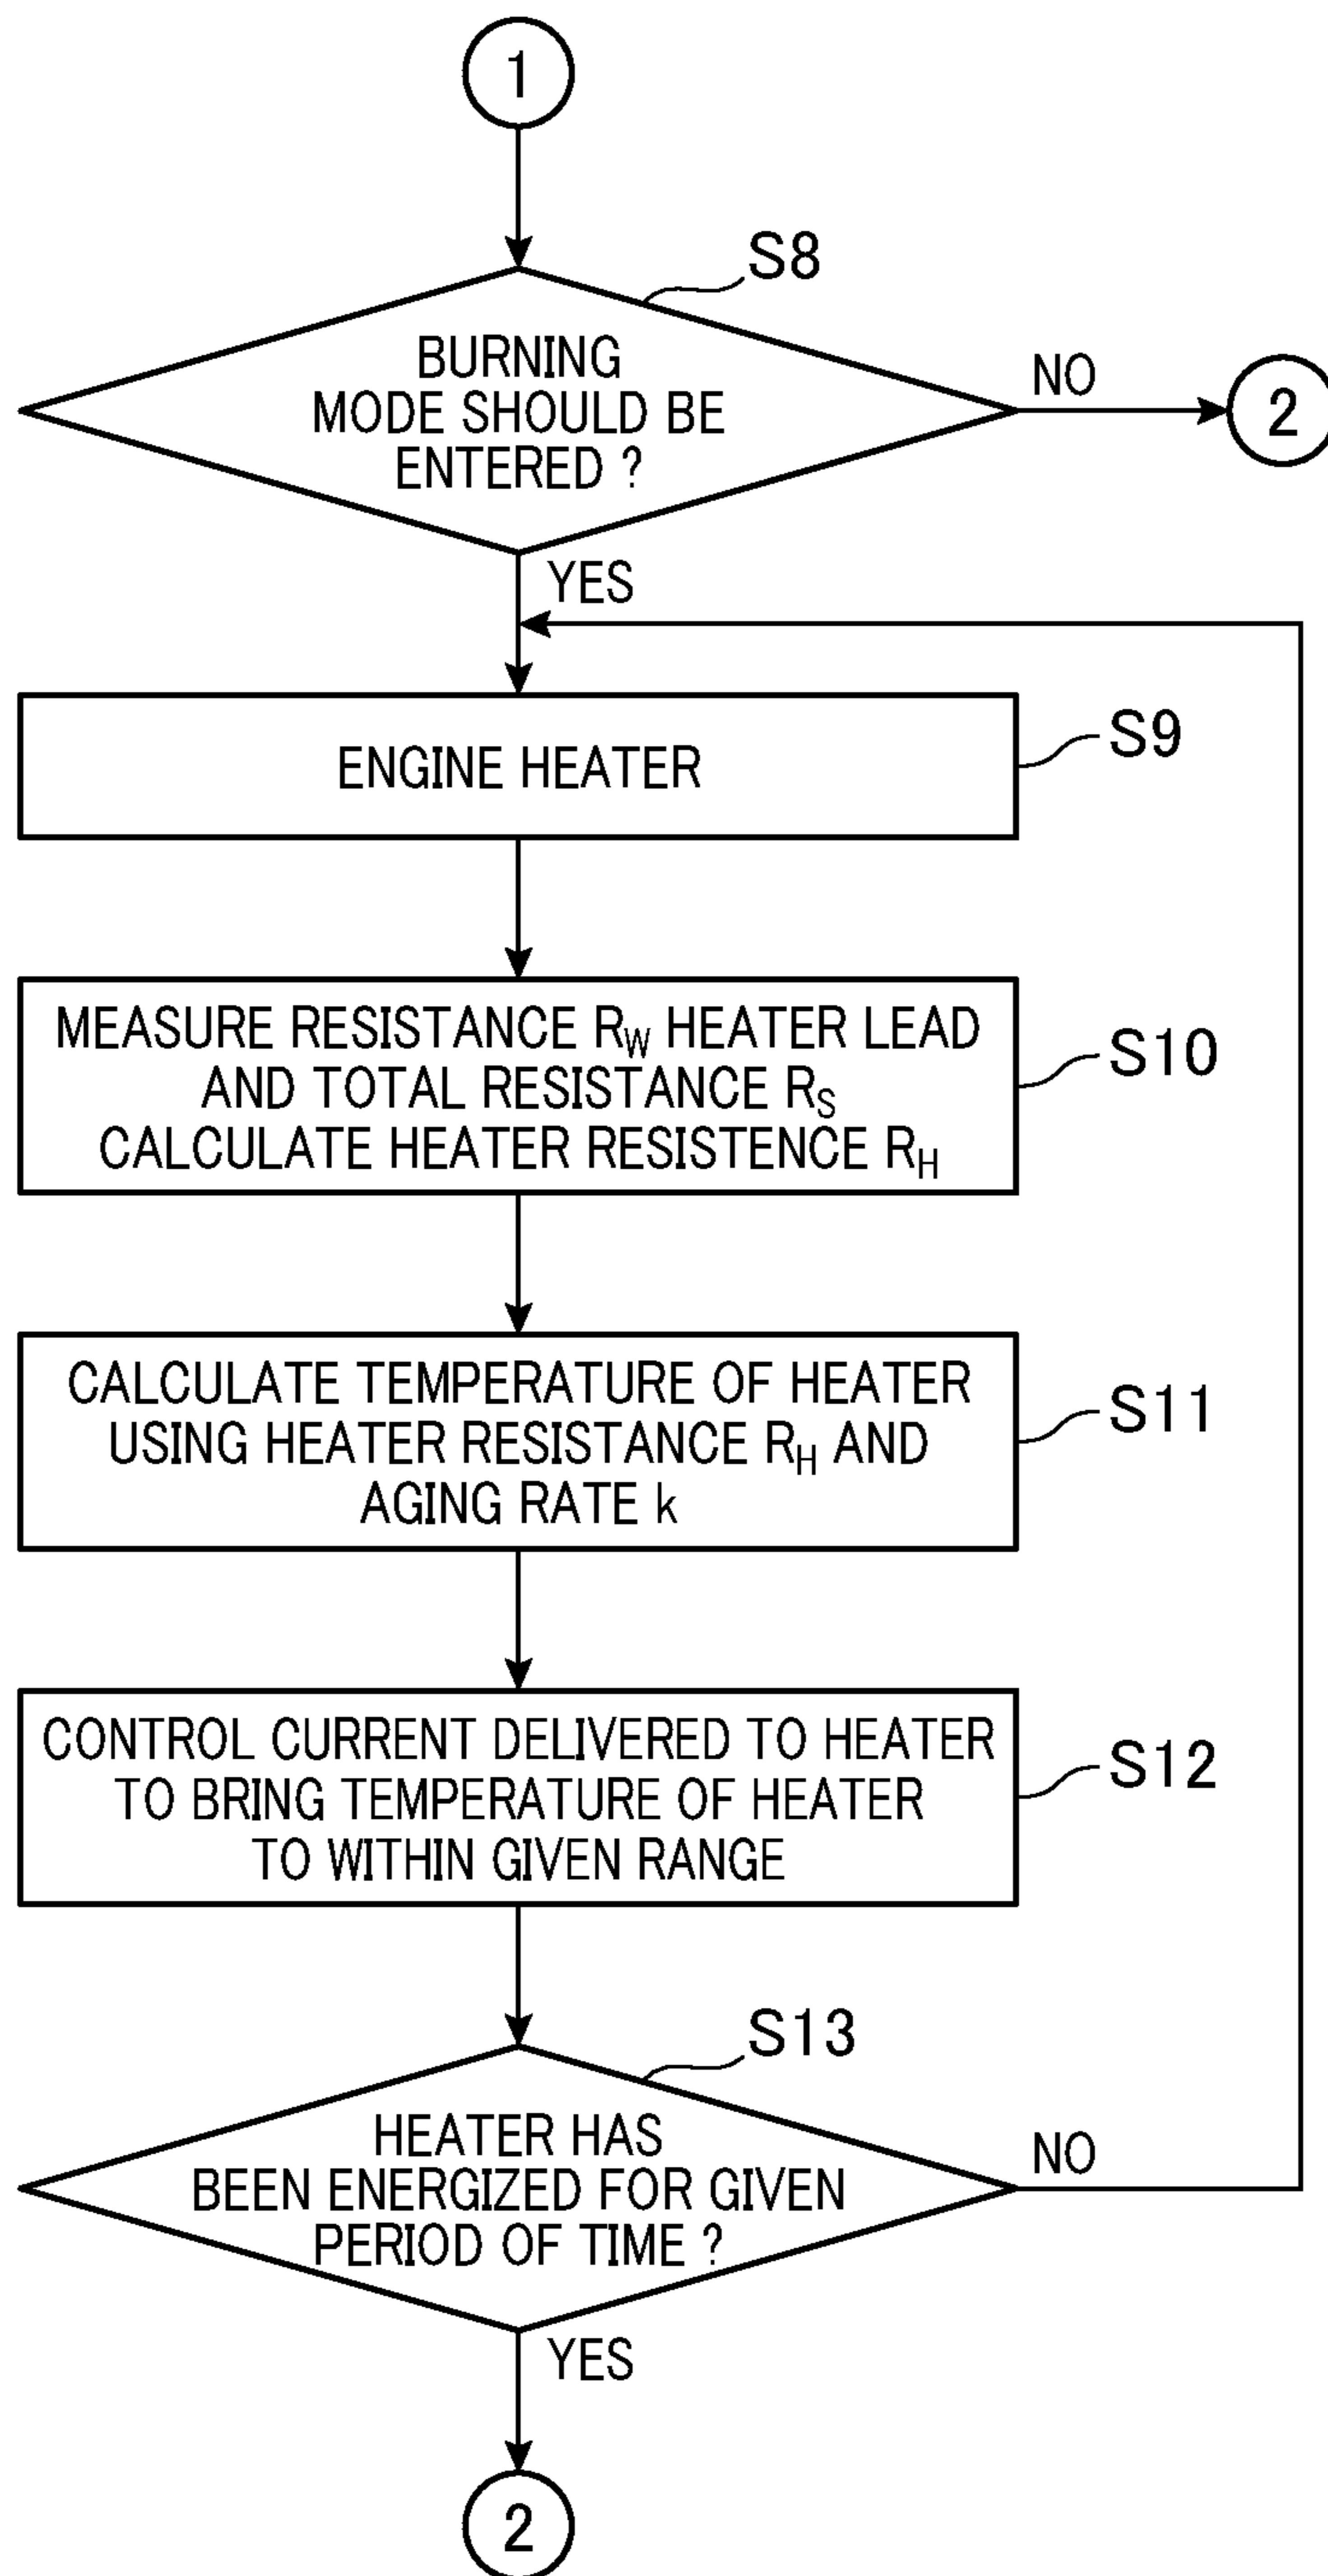 1
S8
BURNING
MODE SHOULD BE
ENTERED ?
NO
2
YES
ENGINE HEATER
S9
MEASURE RESISTANCE RW HEATER LEAD
AND TOTAL RESISTANCE RS
CALCULATE HEATER RESISTENCE RH
S10
CALCULATE TEMPERATURE OF HEATER
USING HEATER RESISTANCE RH AND
AGING RATE k
S11
CONTROL CURRENT DELIVERED TO HEATER
TO BRING TEMPERATURE OF HEATER
TO WITHIN GIVEN RANGE
S12
S13
HEATER HAS
BEEN ENERGIZED FOR GIVEN
PERIOD OF TIME ?
NO
YES
2